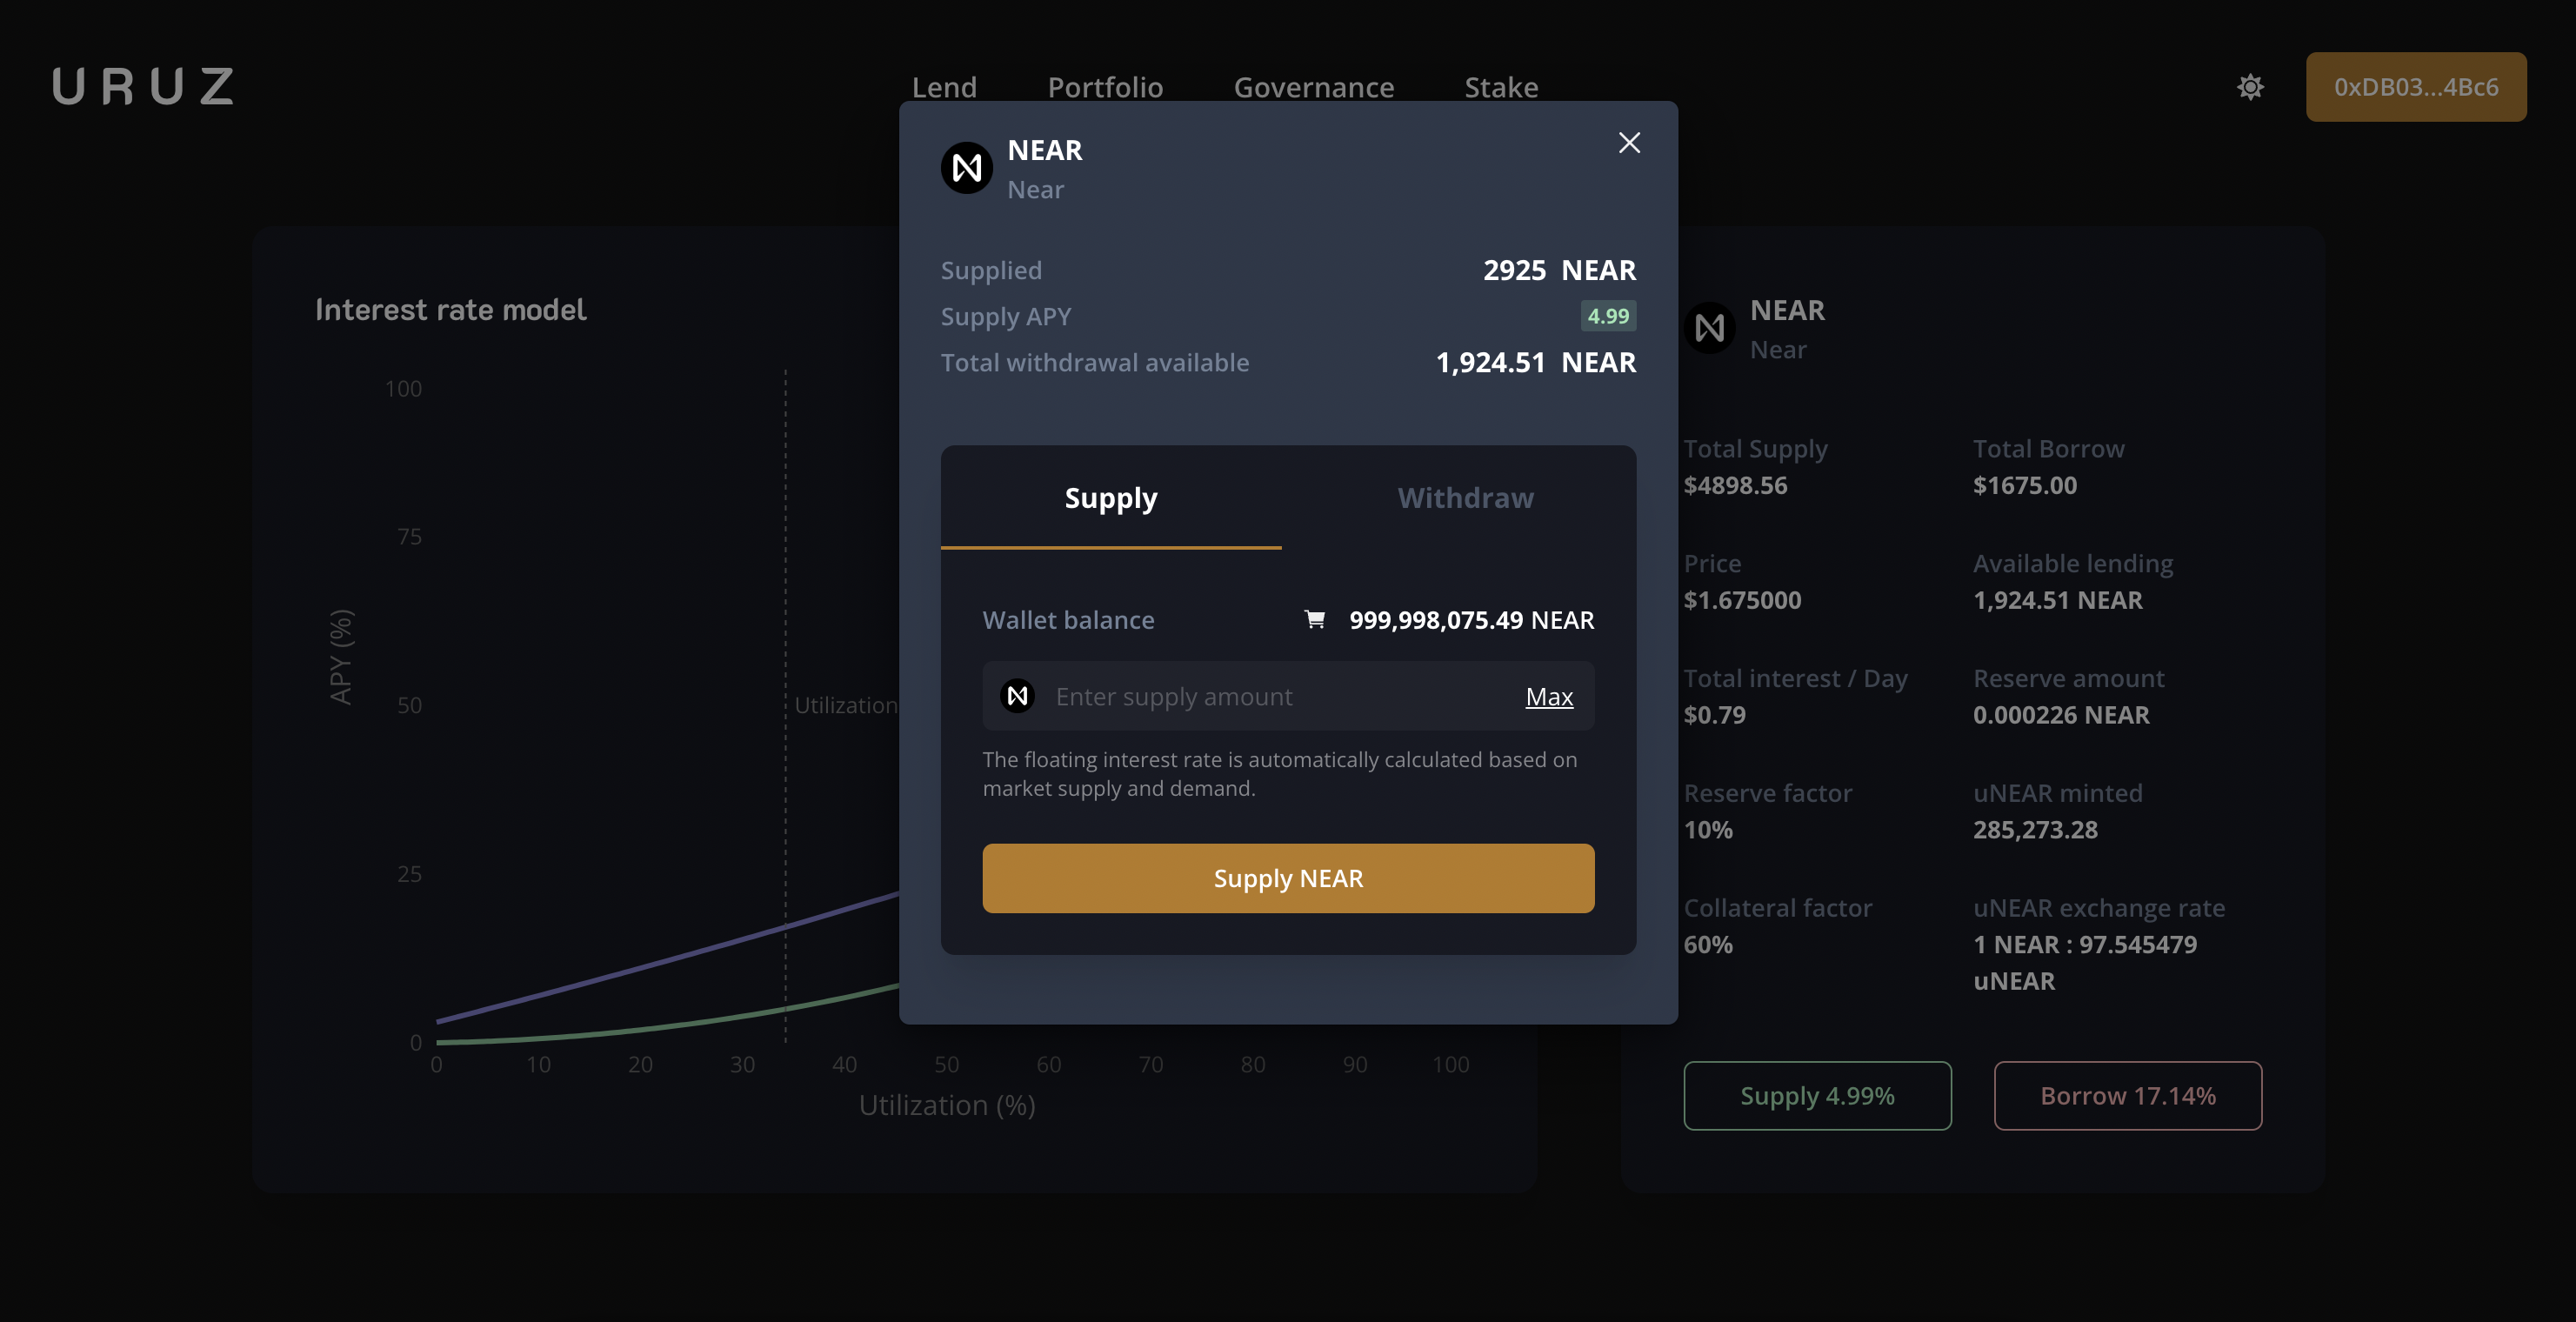 URUZ
Lend Portfolio Governance Stake
0xDB03...4Bc6
NEAR
Near
Supplied 2925 NEAR
Supply APY 4.99
Total withdrawal available 1,924.51 NEAR
Supply Withdraw
Wallet balance 999,998,075.49 NEAR
Enter supply amount Max
The floating interest rate is automatically calculated based on
market supply and demand.
Supply NEAR
Interest rate model
100
75
50
25
0
APY (%)
Utilization
0 10 20 30 40 50 60 70 80 90 100
Utilization (%)
NEAR
Near
Total Supply Total Borrow
$4898.56 $1675.00
Price Available lending
$1.675000 1,924.51 NEAR
Total interest / Day Reserve amount
$0.79 0.000226 NEAR
Reserve factor uNEAR minted
10% 285,273.28
Collateral factor uNEAR exchange rate
60% 1 NEAR : 97.545479
uNEAR
Supply 4.99% Borrow 17.14%